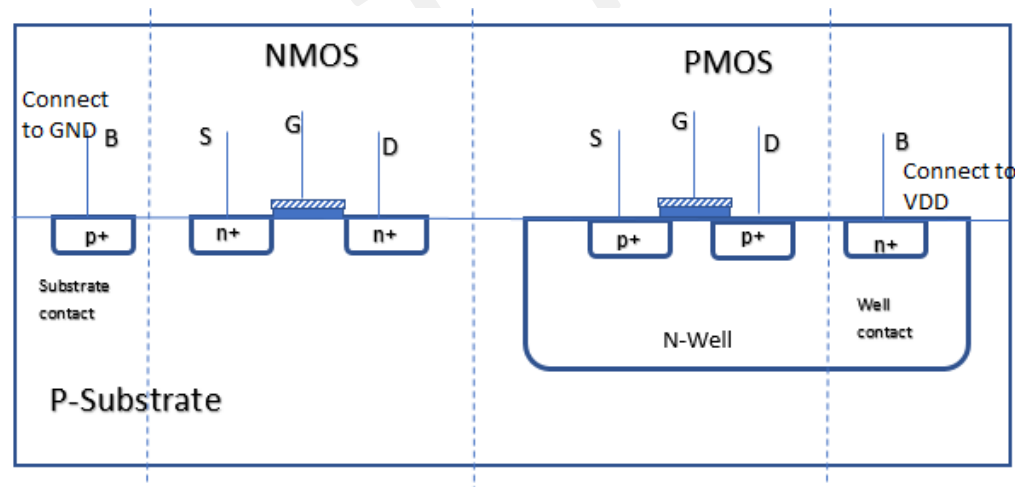 NMOS
PMOS
Connect
to GND
B
S
G
D
S
G
D
B
Connect to
VDD
p+
n+
n+
p+
p+
n+
Substrate
contact
Well
contact
N-Well
P-Substrate